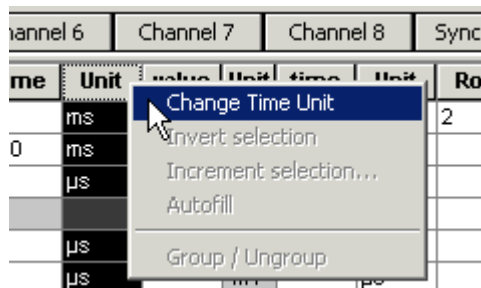 hannel 6 Channel 7 Channel 8 Sync
me Unit value Unit time Unit Ro
ms Change Time Unit 2
0 ms Invert selection
µs Increment selection...
Autofill
µs Group / Ungroup
µs µs